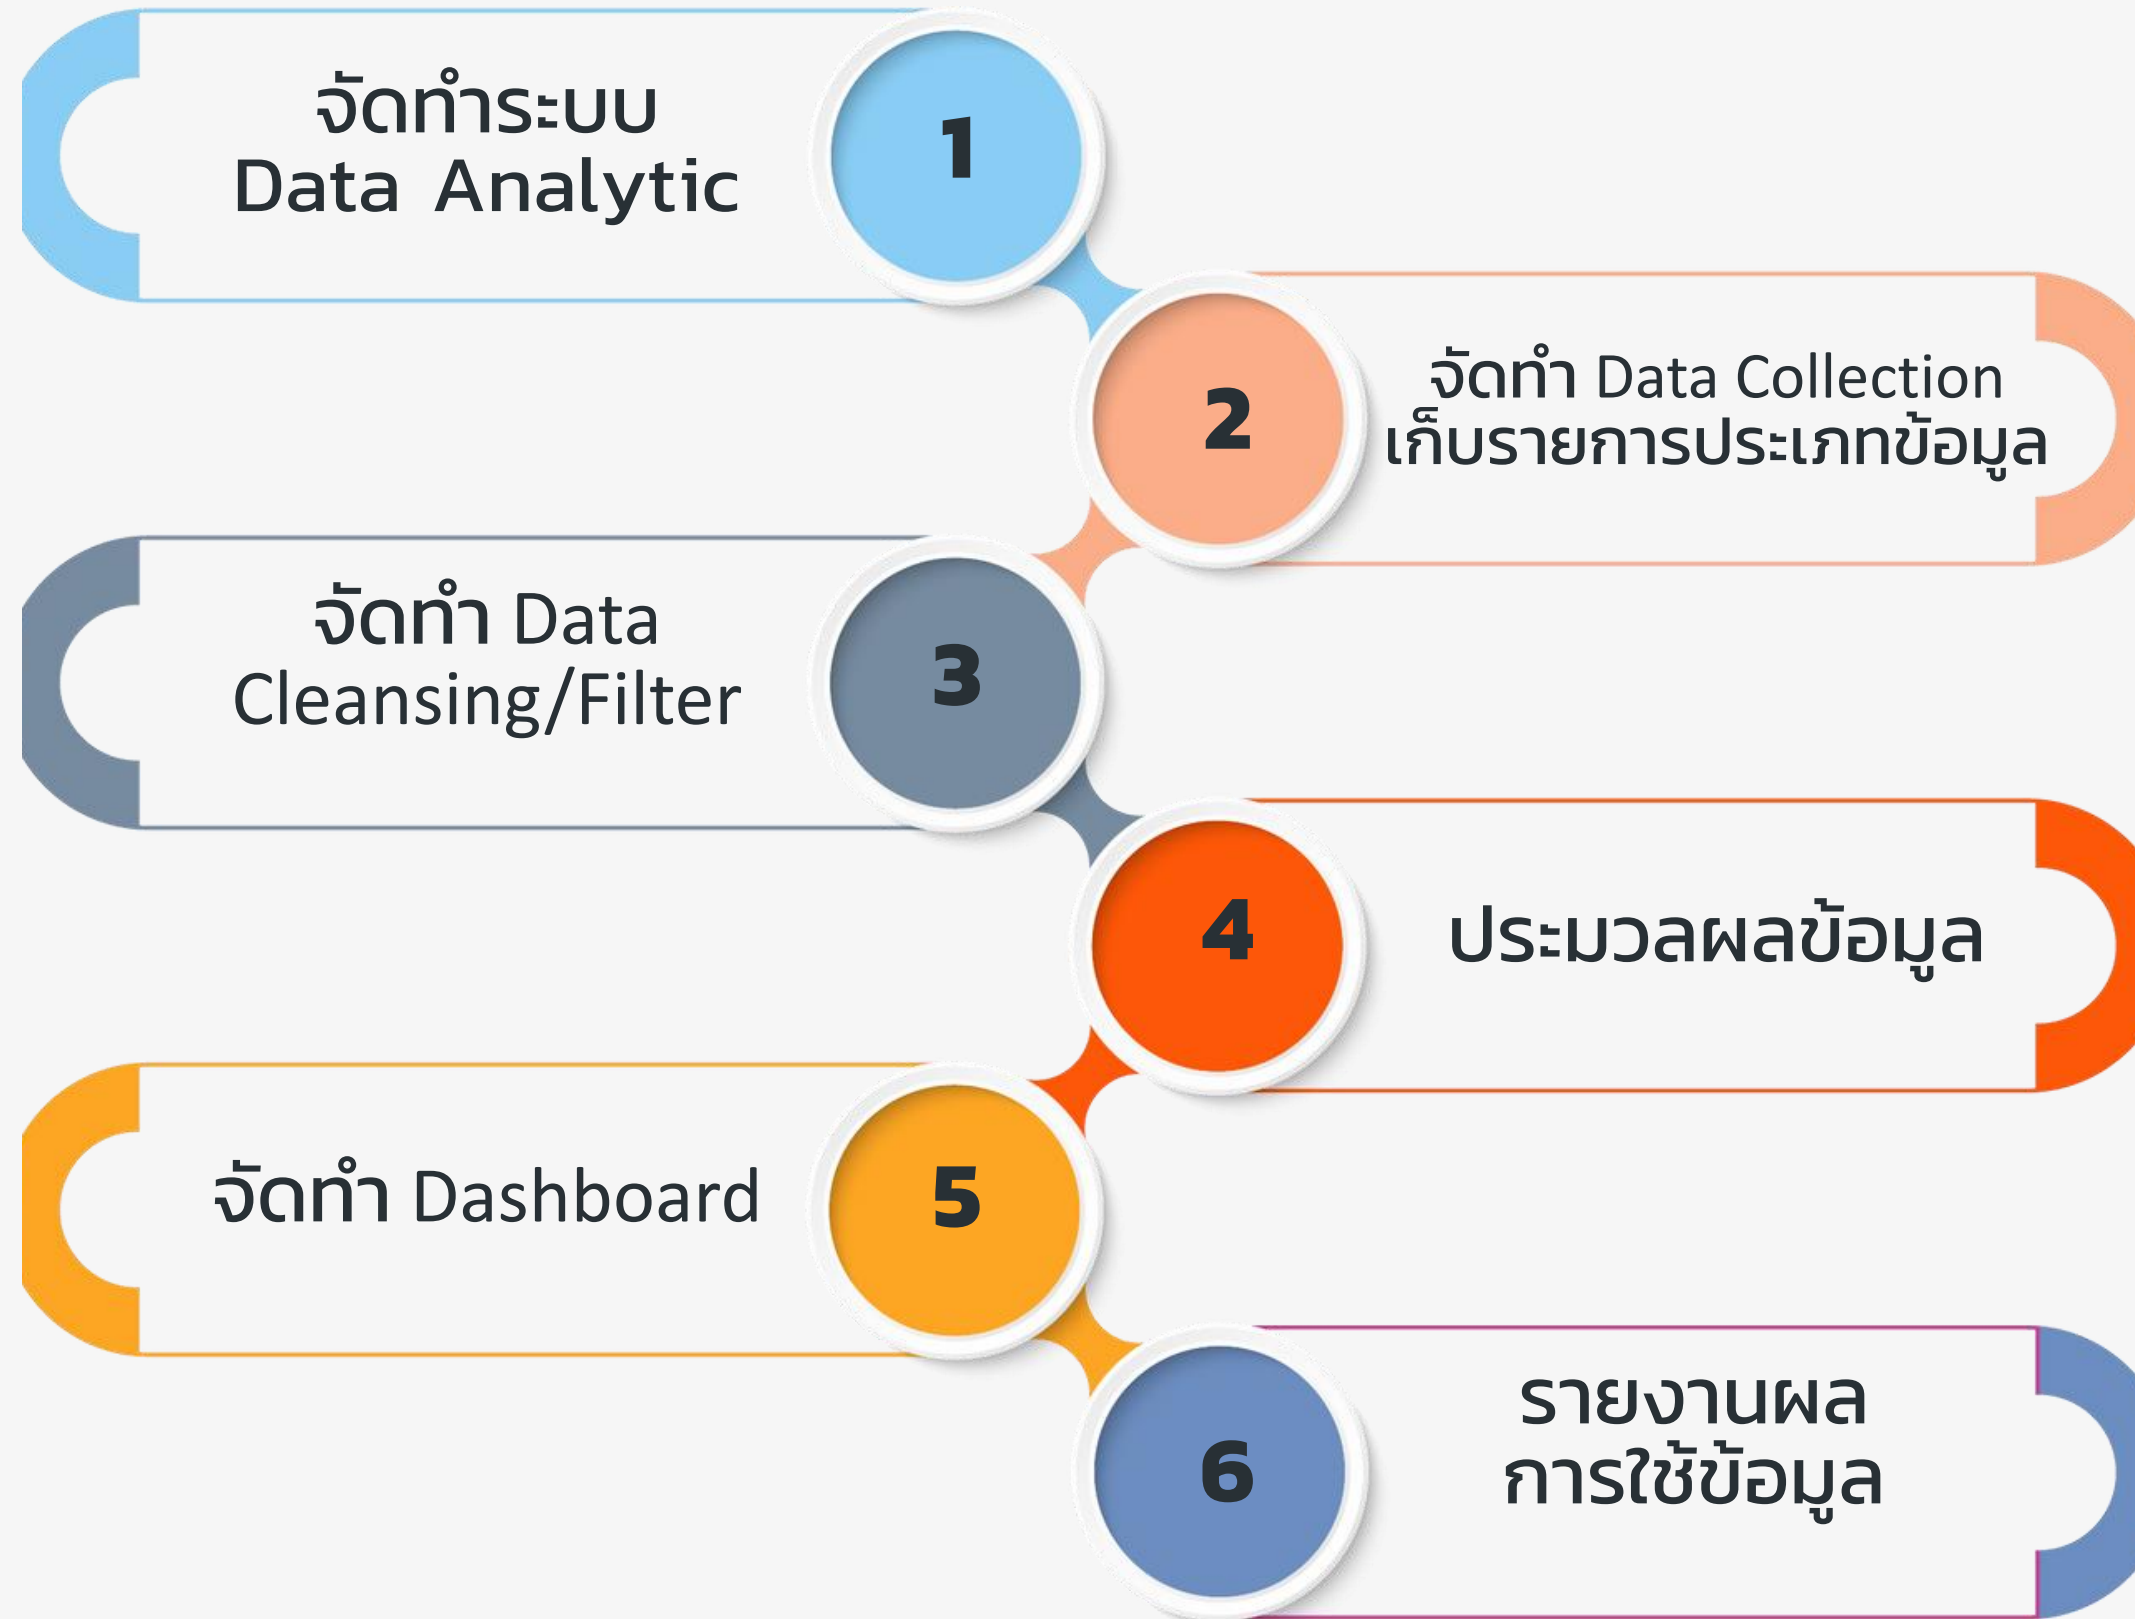 จัดทำระบบ
Data Analytic
1
2
จัดทำ Data Collection
เก็บรายการประเภทข้อมูล
จัดทำ Data
Cleansing/Filter
3
4
ประมวลผลข้อมูล
จัดทำ Dashboard
5
6
รายงานผล
การใช้ข้อมูล